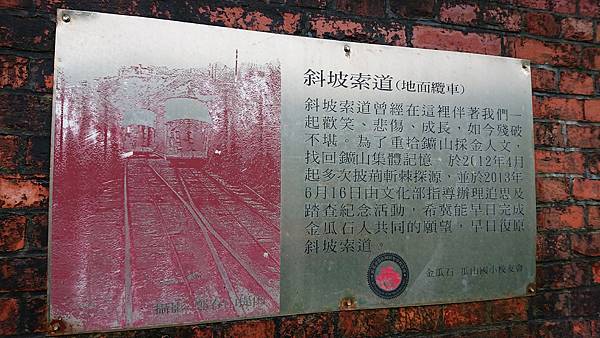 斜坡索道(地面纜車)
斜坡索道曾經在這裡伴著我們一
起歡笑、悲傷、成長，如今殘破
不堪。為了重拾鑛山採金人文，
找回鑛山集體記憶，於2012年4月
起多次披荊斬棘探源，並於2013年
6月16日由文化部指導辦理追思及
踏查紀念活動，希冀能早日完成
金瓜石人共同的願望，早日復原
斜坡索道。
金瓜石 瓜山國小校友會